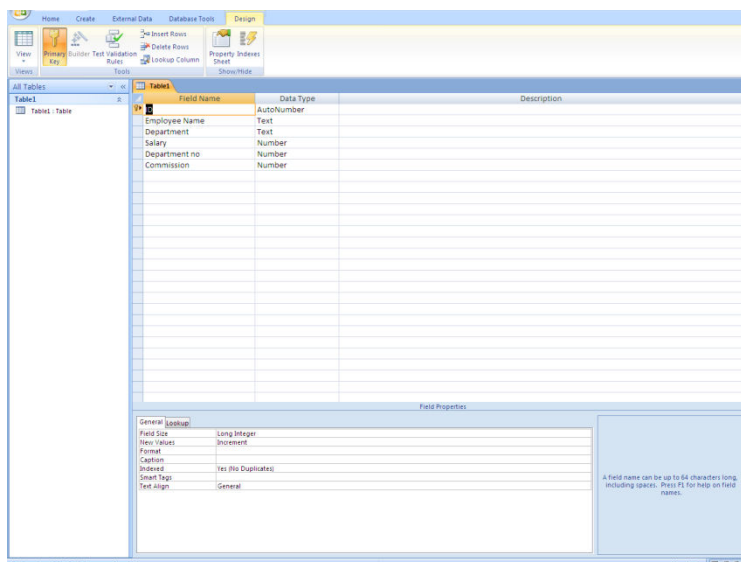 Home Create External Data Database Tools Design
View
Views
Primary Key
Builder
Test Validation Rules
Insert Rows
Delete Rows
Lookup Column
Tools
Property Sheet
Indexes
Show/Hide
All Tables
Table1
Table1 : Table
Table1
Field Name Data Type Description
ID AutoNumber
Employee Name Text
Department Text
Salary Number
Department no Number
Commission Number
Field Properties
General Lookup
Field Size Long Integer
New Values Increment
Format
Caption
Indexed Yes (No Duplicates)
Smart Tags
Text Align General
A field name can be up to 64 characters long,
including spaces. Press F1 for help on field
names.